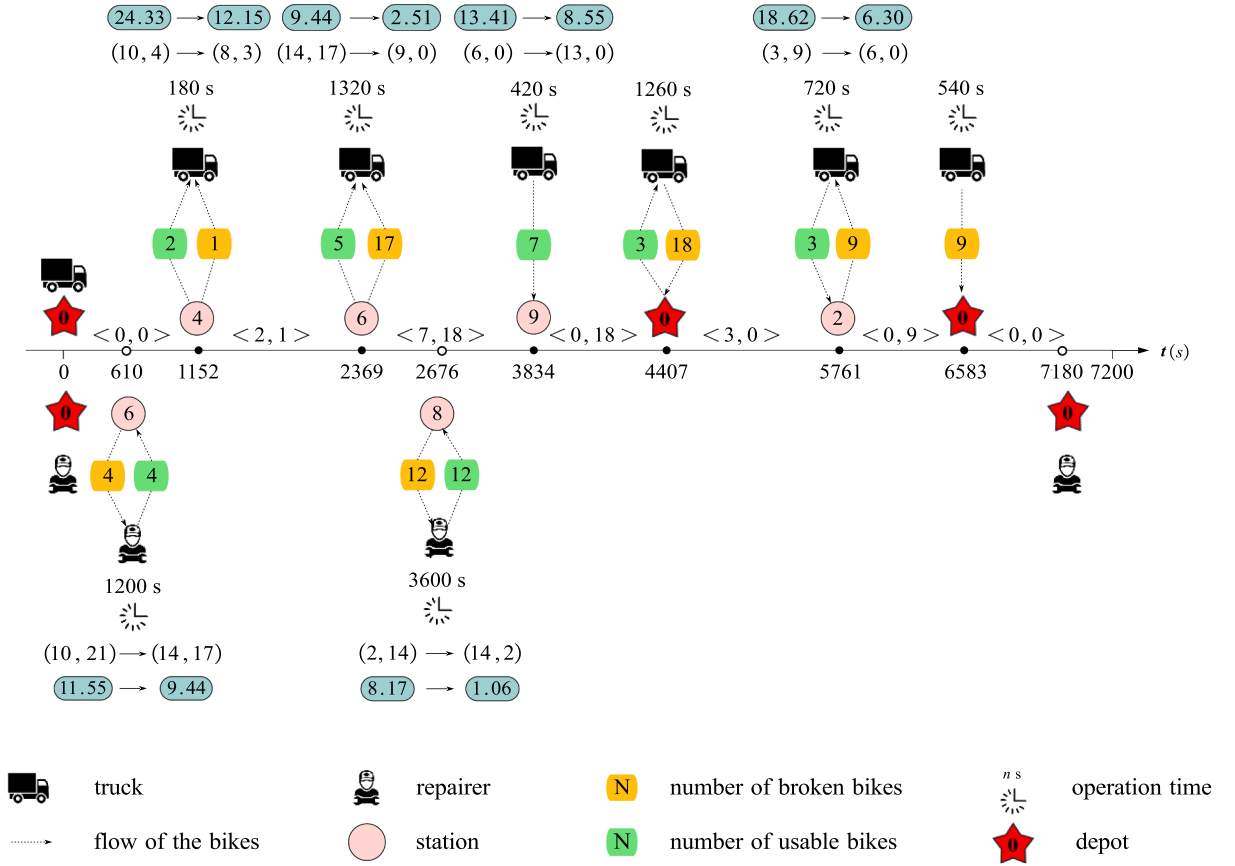 24.33 12.15 9.44 2.51 13.41 8.55 18.62 6.30
(10,4) (8,3) (14,17) (9,0) (6,0) (13,0) (3,9) (6,0)
180 s 1320 s 420 s 1260 s 720 s 540 s
2 1 5 17 7 3 18 3 9 9
0 4 6 9 0 2 0
<0,0> <2,1> <7,18> <0,18> <3,0> <0,9> <0,0>
t(s)
0 610 1152 2369 2676 3834 4407 5761 6583 7180 7200
0 6 8 0
4 4 12 12
1200 s 3600 s
(10,21) (14,17) (2,14) (14,2)
11.55 9.44 8.17 1.06
truck repairer N number of broken bikes n s operation time
flow of the bikes station N number of usable bikes 0 depot